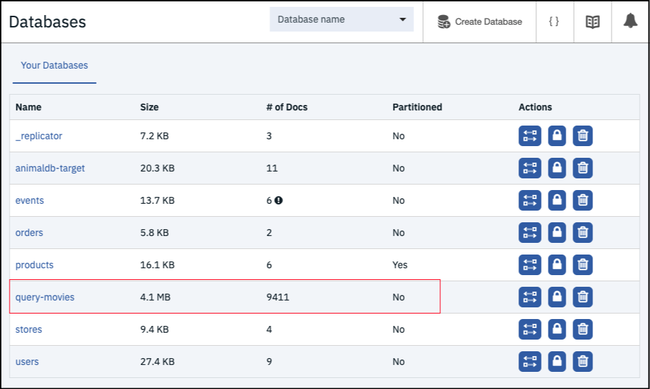 Databases
Database name
Create Database
{ }
Your Databases
Name Size # of Docs Partitioned Actions
_replicator 7.2 KB 3 No
animaldb-target 20.3 KB 11 No
events 13.7 KB 6 No
orders 5.8 KB 2 No
products 16.1 KB 6 Yes
query-movies 4.1 MB 9411 No
stores 9.4 KB 4 No
users 27.4 KB 9 No